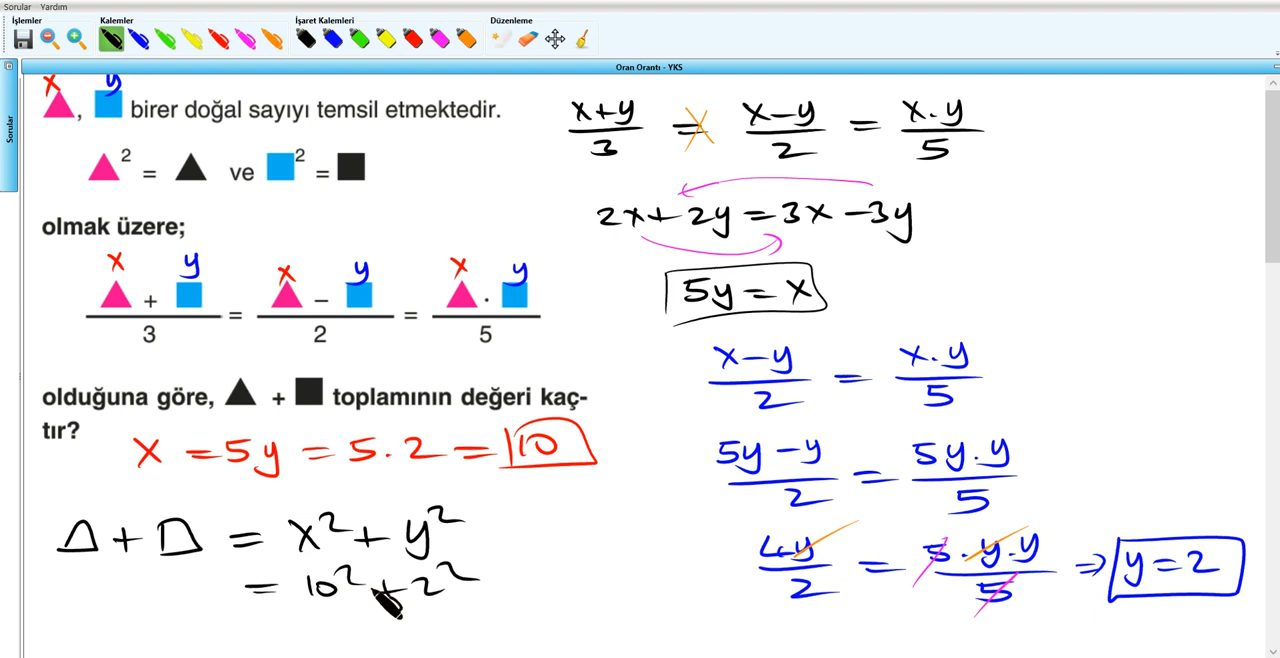 Sorular Yardım
İşlemler Kalemler İşaret Kalemleri Düzenleme
Oran Orantı - YKS
Sorular
x y
▲, ■ birer doğal sayıyı temsil etmektedir.
▲² = ▲ ve ■² = ■
olmak üzere;
x y x y x y
(▲ + ■)/3 = (▲ − ■)/2 = (▲ · ■)/5
olduğuna göre, ▲ + ■ toplamının değeri kaç-
tır?
x = 5y = 5.2 = 10
△ + □ = x² + y²
= 10² + 2²
(x+y)/3 = (x−y)/2 = (x.y)/5
2x+2y = 3x −3y
5y = x
(x−y)/2 = (x.y)/5
(5y −y)/2 = (5y.y)/5
4y/2 = (5.y.y)/5 ⇒ y = 2